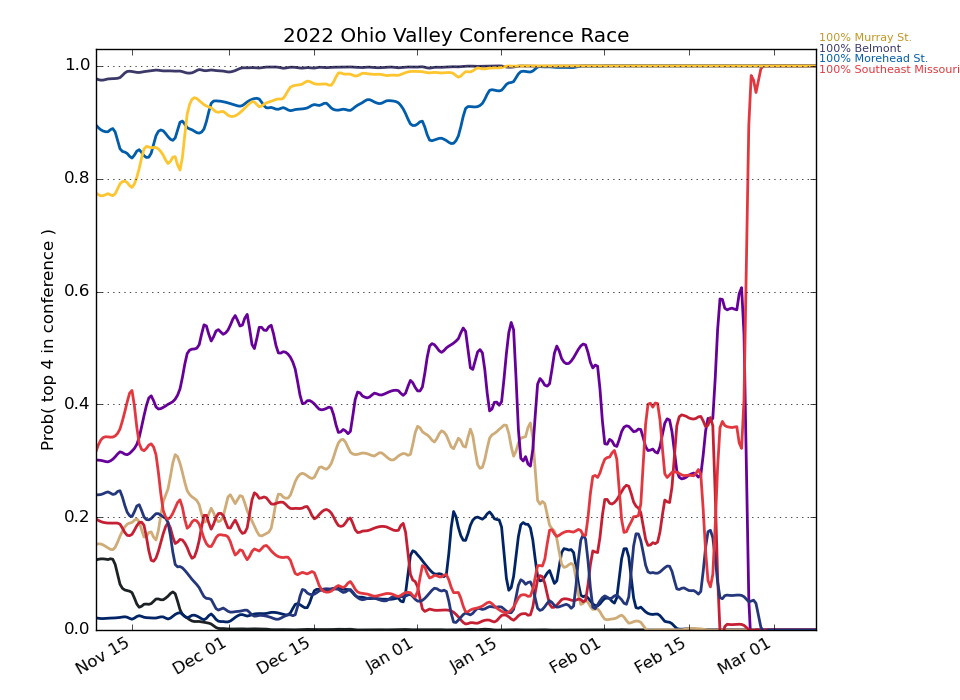 2022 Ohio Valley Conference Race
100% Murray St.
100% Belmont
100% Morehead St.
100% Southeast Missouri
Prob( top 4 in conference )
1.0
0.8
0.6
0.4
0.2
0.0
Nov 15
Dec 01
Dec 15
Jan 01
Jan 15
Feb 01
Feb 15
Mar 01